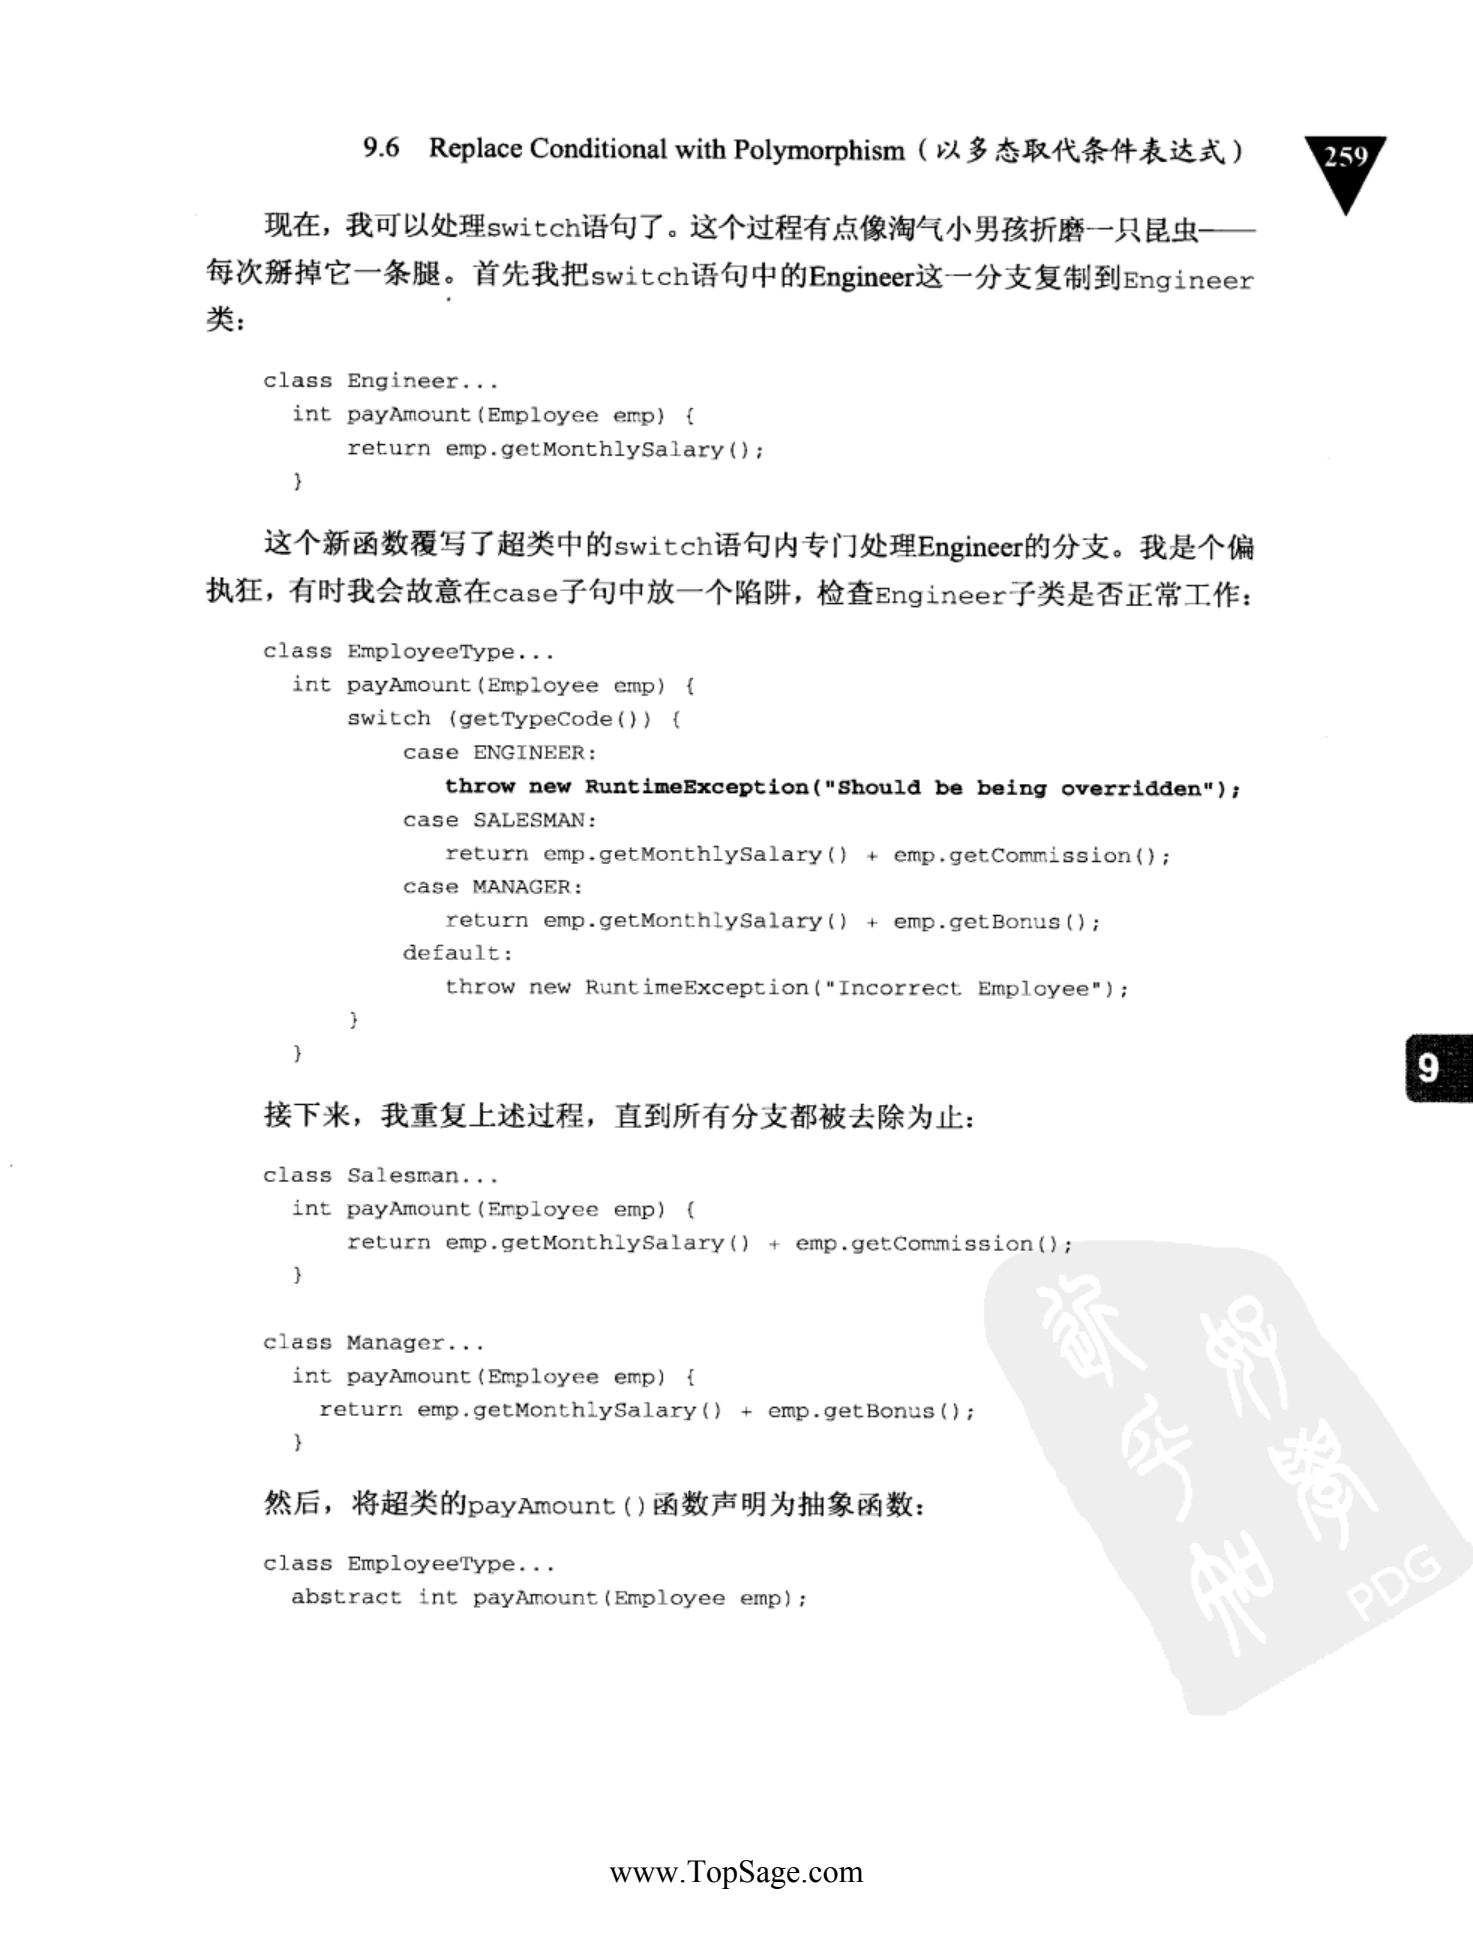 9.6 Replace Conditional with Polymorphism（以多态取代条件表达式）
259
现在，我可以处理switch语句了。这个过程有点像淘气小男孩折磨一只昆虫——
每次掰掉它一条腿。首先我把switch语句中的Engineer这一分支复制到Engineer
类：
class Engineer...
int payAmount(Employee emp) {
return emp.getMonthlySalary();
}
这个新函数覆写了超类中的switch语句内专门处理Engineer的分支。我是个偏
执狂，有时我会故意在case子句中放一个陷阱，检查Engineer子类是否正常工作：
class EmployeeType...
int payAmount(Employee emp) {
switch (getTypeCode()) {
case ENGINEER:
throw new RuntimeException("Should be being overridden");
case SALESMAN:
return emp.getMonthlySalary() + emp.getCommission();
case MANAGER:
return emp.getMonthlySalary() + emp.getBonus();
default:
throw new RuntimeException("Incorrect Employee");
}
}
9
接下来，我重复上述过程，直到所有分支都被去除为止：
class Salesman...
int payAmount(Employee emp) {
return emp.getMonthlySalary() + emp.getCommission();
}
class Manager...
int payAmount(Employee emp) {
return emp.getMonthlySalary() + emp.getBonus();
}
然后，将超类的payAmount()函数声明为抽象函数：
class EmployeeType...
abstract int payAmount(Employee emp);
PDG
www.TopSage.com